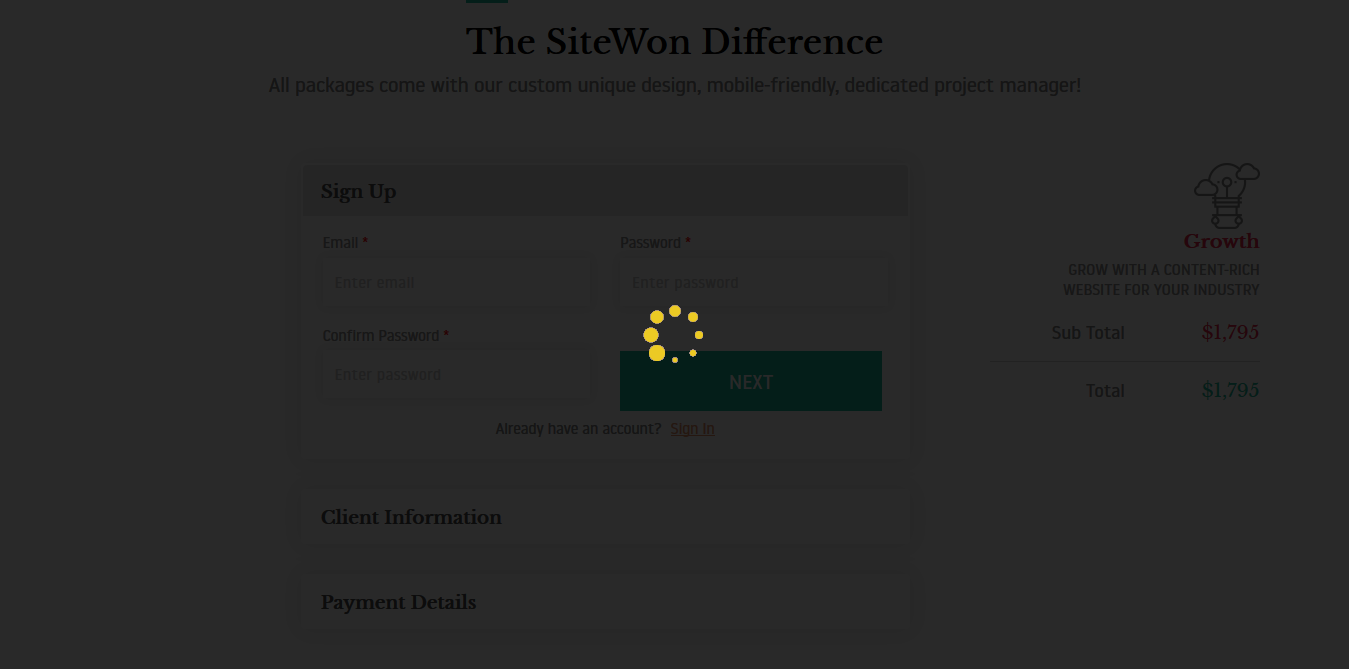 The SiteWon Difference
All packages come with our custom unique design, mobile-friendly, dedicated project manager!
Sign Up
Email *
Password *
Enter email
Enter password
Confirm Password *
Enter password
NEXT
Already have an account? Sign In
Client Information
Payment Details
Growth
GROW WITH A CONTENT-RICH
WEBSITE FOR YOUR INDUSTRY
Sub Total $1,795
Total $1,795